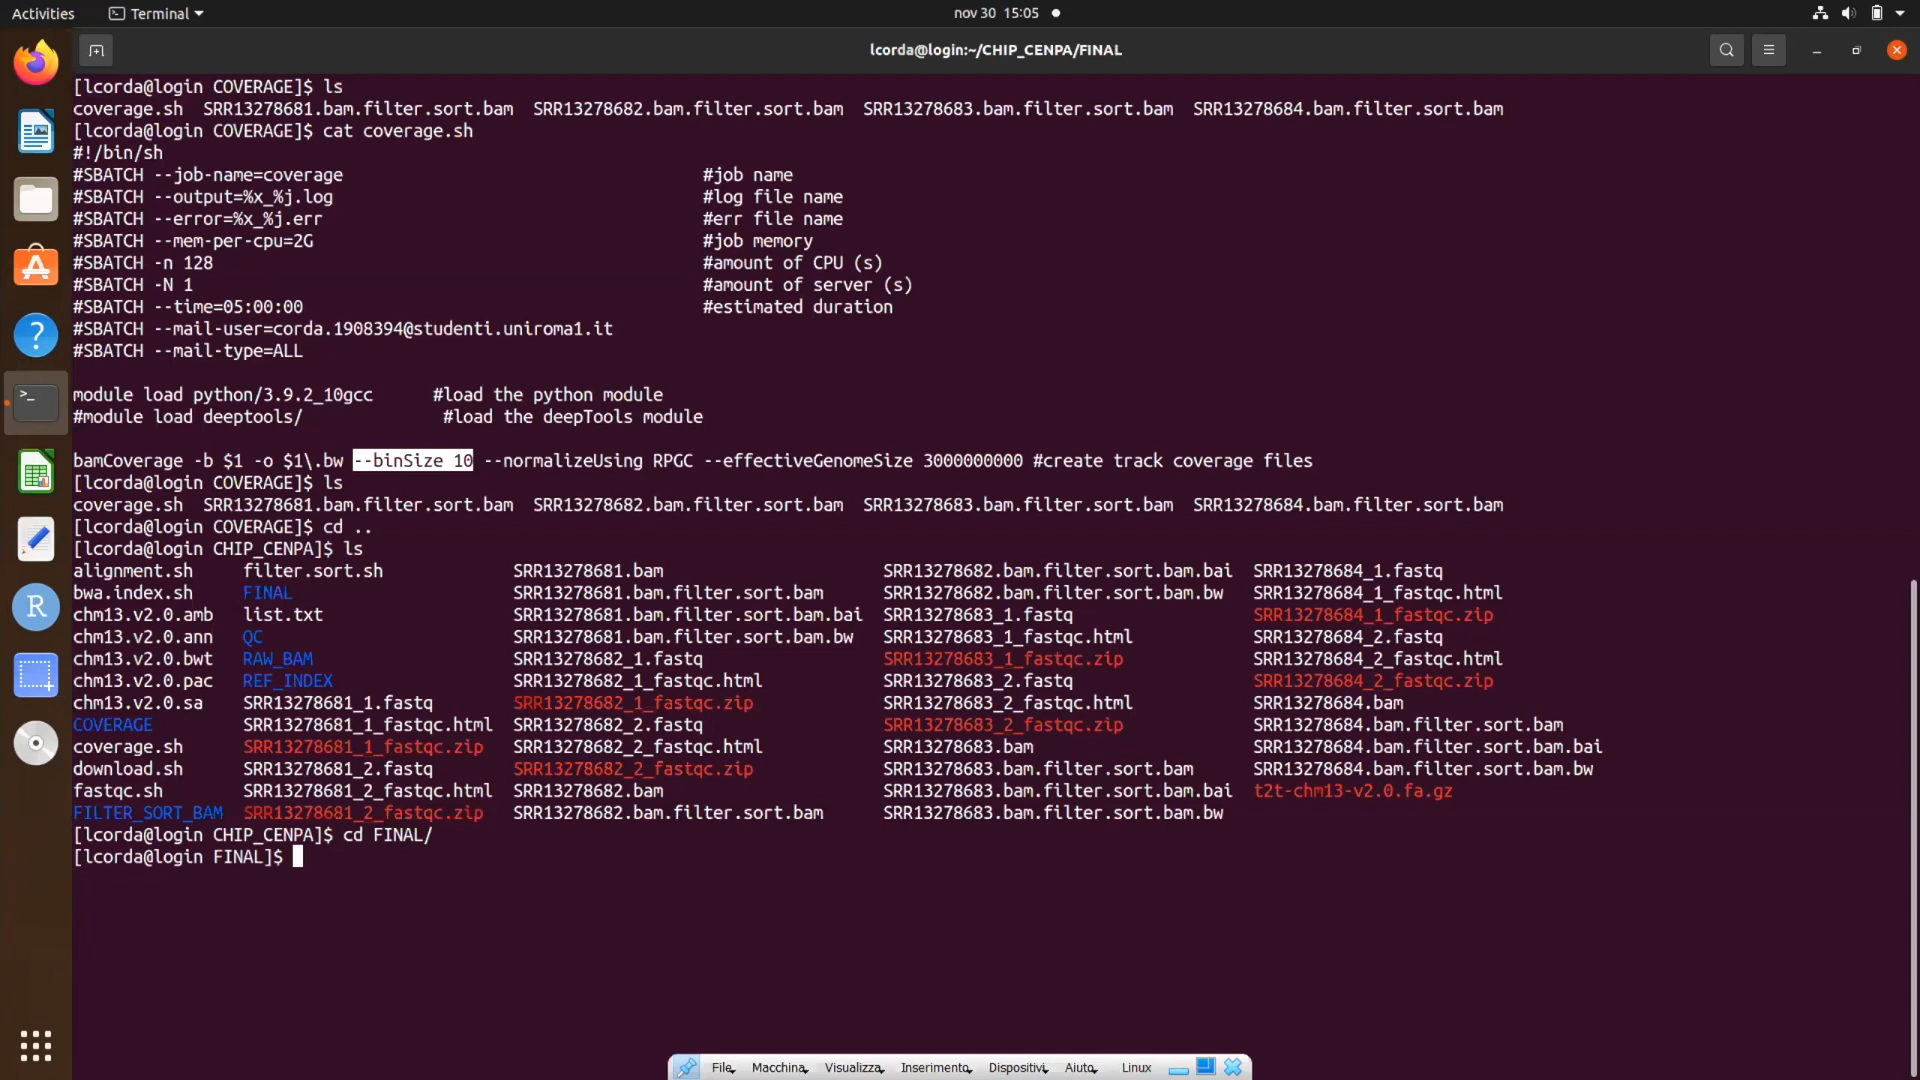 Activities Terminal nov 30 15:05
lcorda@login:~/CHIP_CENPA/FINAL
[lcorda@login COVERAGE]$ ls
coverage.sh SRR13278681.bam.filter.sort.bam SRR13278682.bam.filter.sort.bam SRR13278683.bam.filter.sort.bam SRR13278684.bam.filter.sort.bam
[lcorda@login COVERAGE]$ cat coverage.sh
#!/bin/sh
#SBATCH --job-name=coverage #job name
#SBATCH --output=%x_%j.log #log file name
#SBATCH --error=%x_%j.err #err file name
#SBATCH --mem-per-cpu=2G #job memory
#SBATCH -n 128 #amount of CPU (s)
#SBATCH -N 1 #amount of server (s)
#SBATCH --time=05:00:00 #estimated duration
#SBATCH --mail-user=corda.1908394@studenti.uniroma1.it
#SBATCH --mail-type=ALL
module load python/3.9.2_10gcc #load the python module
#module load deeptools/ #load the deepTools module
bamCoverage -b $1 -o $1\.bw --binSize 10 --normalizeUsing RPGC --effectiveGenomeSize 3000000000 #create track coverage files
[lcorda@login COVERAGE]$ ls
coverage.sh SRR13278681.bam.filter.sort.bam SRR13278682.bam.filter.sort.bam SRR13278683.bam.filter.sort.bam SRR13278684.bam.filter.sort.bam
[lcorda@login COVERAGE]$ cd ..
[lcorda@login CHIP_CENPA]$ ls
alignment.sh filter.sort.sh SRR13278681.bam SRR13278682.bam.filter.sort.bam.bai SRR13278684_1.fastq
bwa.index.sh FINAL SRR13278681.bam.filter.sort.bam SRR13278682.bam.filter.sort.bam.bw SRR13278684_1_fastqc.html
chm13.v2.0.amb list.txt SRR13278681.bam.filter.sort.bam.bai SRR13278683_1.fastq SRR13278684_1_fastqc.zip
chm13.v2.0.ann QC SRR13278681.bam.filter.sort.bam.bw SRR13278683_1_fastqc.html SRR13278684_2.fastq
chm13.v2.0.bwt RAW_BAM SRR13278682_1.fastq SRR13278683_1_fastqc.zip SRR13278684_2_fastqc.html
chm13.v2.0.pac REF_INDEX SRR13278682_1_fastqc.html SRR13278683_2.fastq SRR13278684_2_fastqc.zip
chm13.v2.0.sa SRR13278681_1.fastq SRR13278682_1_fastqc.zip SRR13278683_2_fastqc.html SRR13278684.bam
COVERAGE SRR13278681_1_fastqc.html SRR13278682_2.fastq SRR13278683_2_fastqc.zip SRR13278684.bam.filter.sort.bam
coverage.sh SRR13278681_1_fastqc.zip SRR13278682_2_fastqc.html SRR13278683.bam SRR13278684.bam.filter.sort.bam.bai
download.sh SRR13278681_2.fastq SRR13278682_2_fastqc.zip SRR13278683.bam.filter.sort.bam SRR13278684.bam.filter.sort.bam.bw
fastqc.sh SRR13278681_2_fastqc.html SRR13278682.bam SRR13278683.bam.filter.sort.bam.bai t2t-chm13-v2.0.fa.gz
FILTER_SORT_BAM SRR13278681_2_fastqc.zip SRR13278682.bam.filter.sort.bam SRR13278683.bam.filter.sort.bam.bw
[lcorda@login CHIP_CENPA]$ cd FINAL/
[lcorda@login FINAL]$
File Macchina Visualizza Inserimento Dispositivi Aiuto Linux